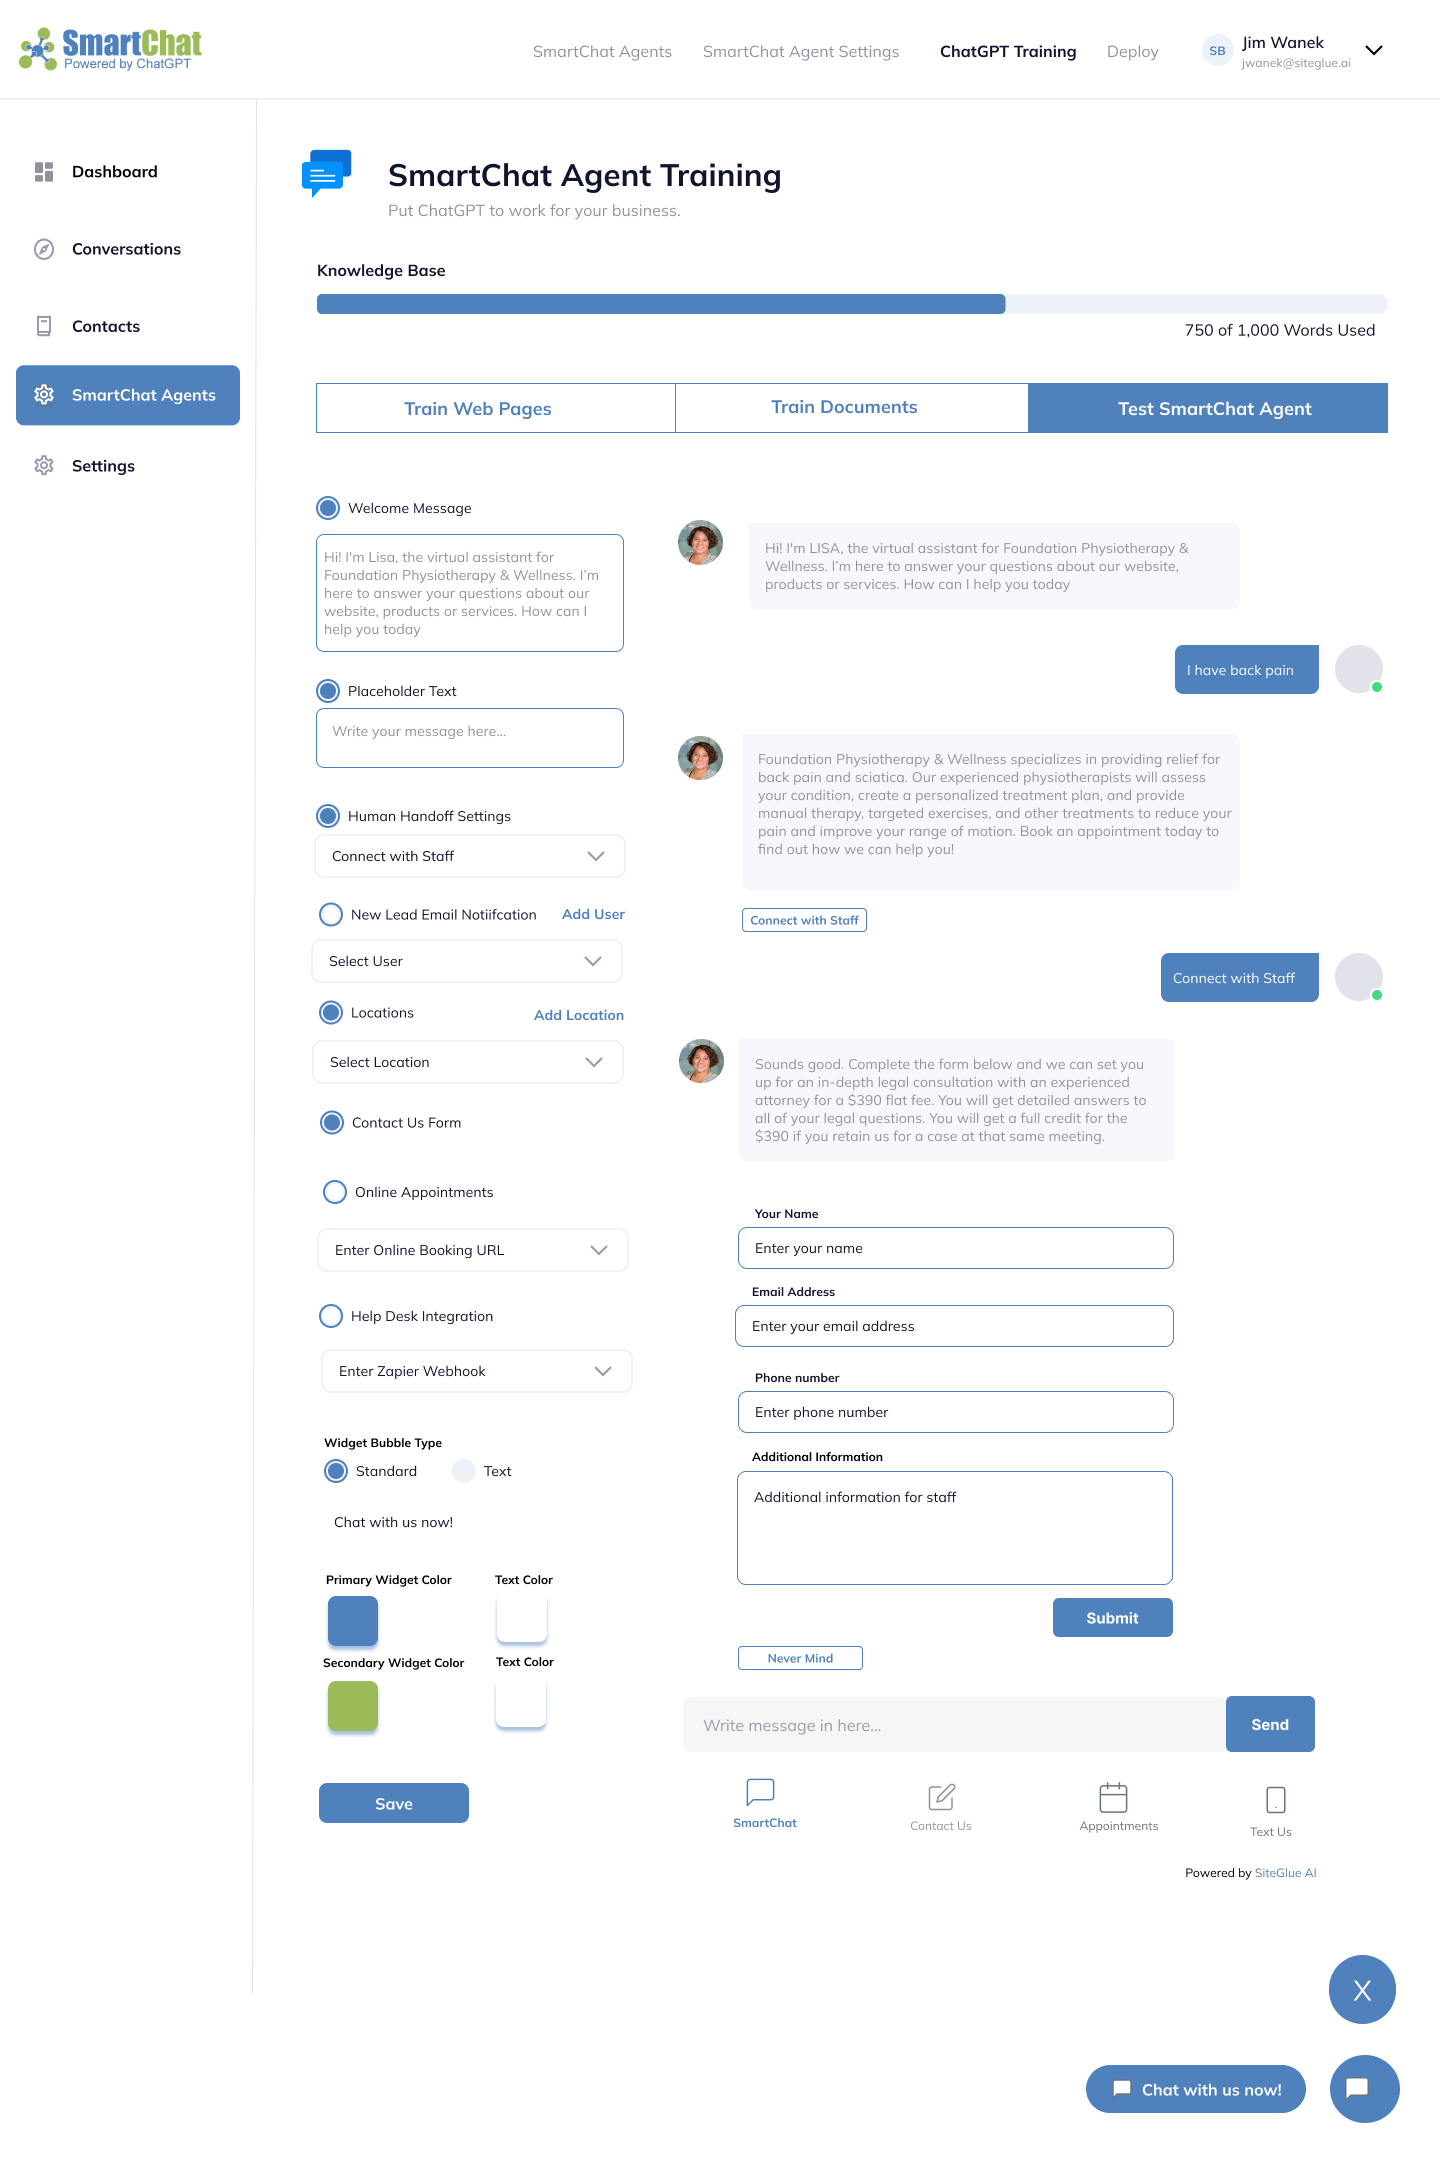 SmartChat
Powered by ChatGPT
SmartChat Agents
SmartChat Agent Settings
ChatGPT Training
Deploy
SB
Jim Wanek
jwanek@siteglue.ai
Dashboard
Conversations
Contacts
SmartChat Agents
Settings
SmartChat Agent Training
Put ChatGPT to work for your business.
Knowledge Base
750 of 1,000 Words Used
Train Web Pages
Train Documents
Test SmartChat Agent
Welcome Message
Hi! I'm Lisa, the virtual assistant for
Foundation Physiotherapy & Wellness. I'm
here to answer your questions about our
website, products or services. How can I
help you today
Placeholder Text
Write your message here...
Human Handoff Settings
Connect with Staff
New Lead Email Notiifcation
Add User
Select User
Locations
Add Location
Select Location
Contact Us Form
Online Appointments
Enter Online Booking URL
Help Desk Integration
Enter Zapier Webhook
Widget Bubble Type
Standard
Text
Chat with us now!
Primary Widget Color
Text Color
Secondary Widget Color
Text Color
Save
Hi! I'm LISA, the virtual assistant for Foundation Physiotherapy &
Wellness. I'm here to answer your questions about our website,
products or services. How can I help you today
I have back pain
Foundation Physiotherapy & Wellness specializes in providing relief for
back pain and sciatica. Our experienced physiotherapists will assess
your condition, create a personalized treatment plan, and provide
manual therapy, targeted exercises, and other treatments to reduce your
pain and improve your range of motion. Book an appointment today to
find out how we can help you!
Connect with Staff
Connect with Staff
Sounds good. Complete the form below and we can set you
up for an in-depth legal consultation with an experienced
attorney for a $390 flat fee. You will get detailed answers to
all of your legal questions. You will get a full credit for the
$390 if you retain us for a case at that same meeting.
Your Name
Enter your name
Email Address
Enter your email address
Phone number
Enter phone number
Additional Information
Additional information for staff
Submit
Never Mind
Write message in here...
Send
SmartChat
Contact Us
Appointments
Text Us
Powered by SiteGlue AI
X
Chat with us now!